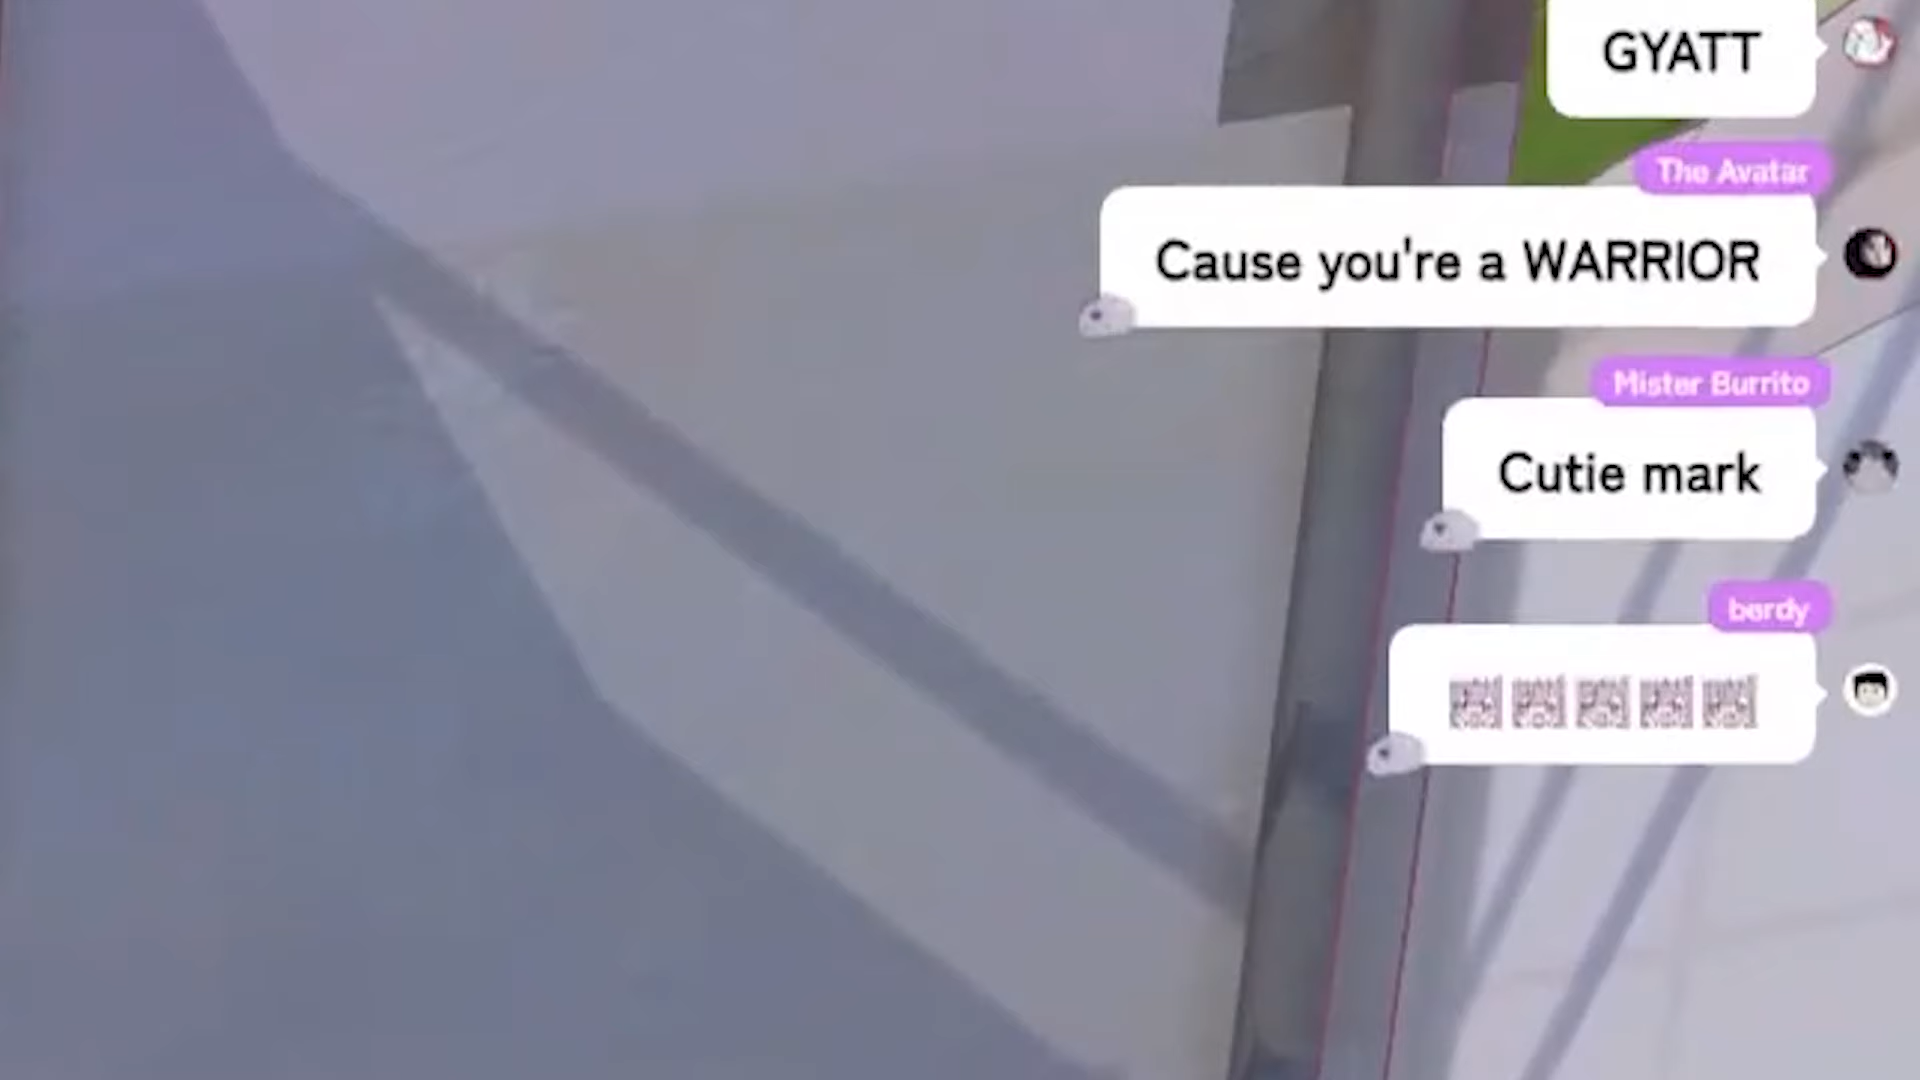 GYATT
The Avatar
Cause you're a WARRIOR
Mister Burrito
Cutie mark
berdy